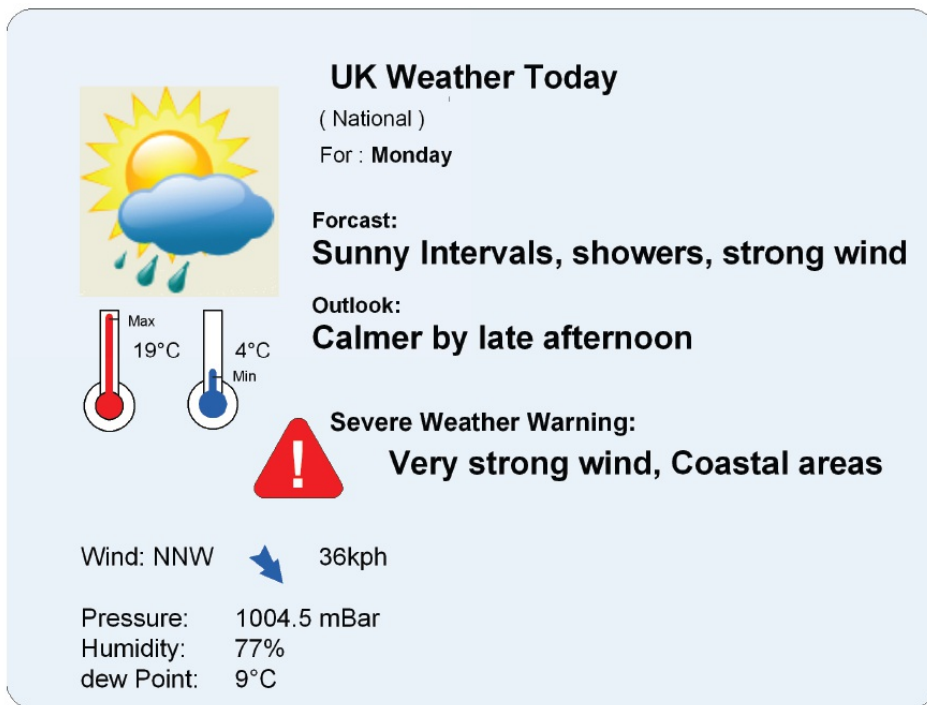 UK Weather Today
( National )
For : Monday
Forcast:
Sunny Intervals, showers, strong wind
Outlook:
Calmer by late afternoon
Max
19°C
4°C
Min
Severe Weather Warning:
!
Very strong wind, Coastal areas
Wind: NNW 36kph
Pressure: 1004.5 mBar
Humidity: 77%
dew Point: 9°C